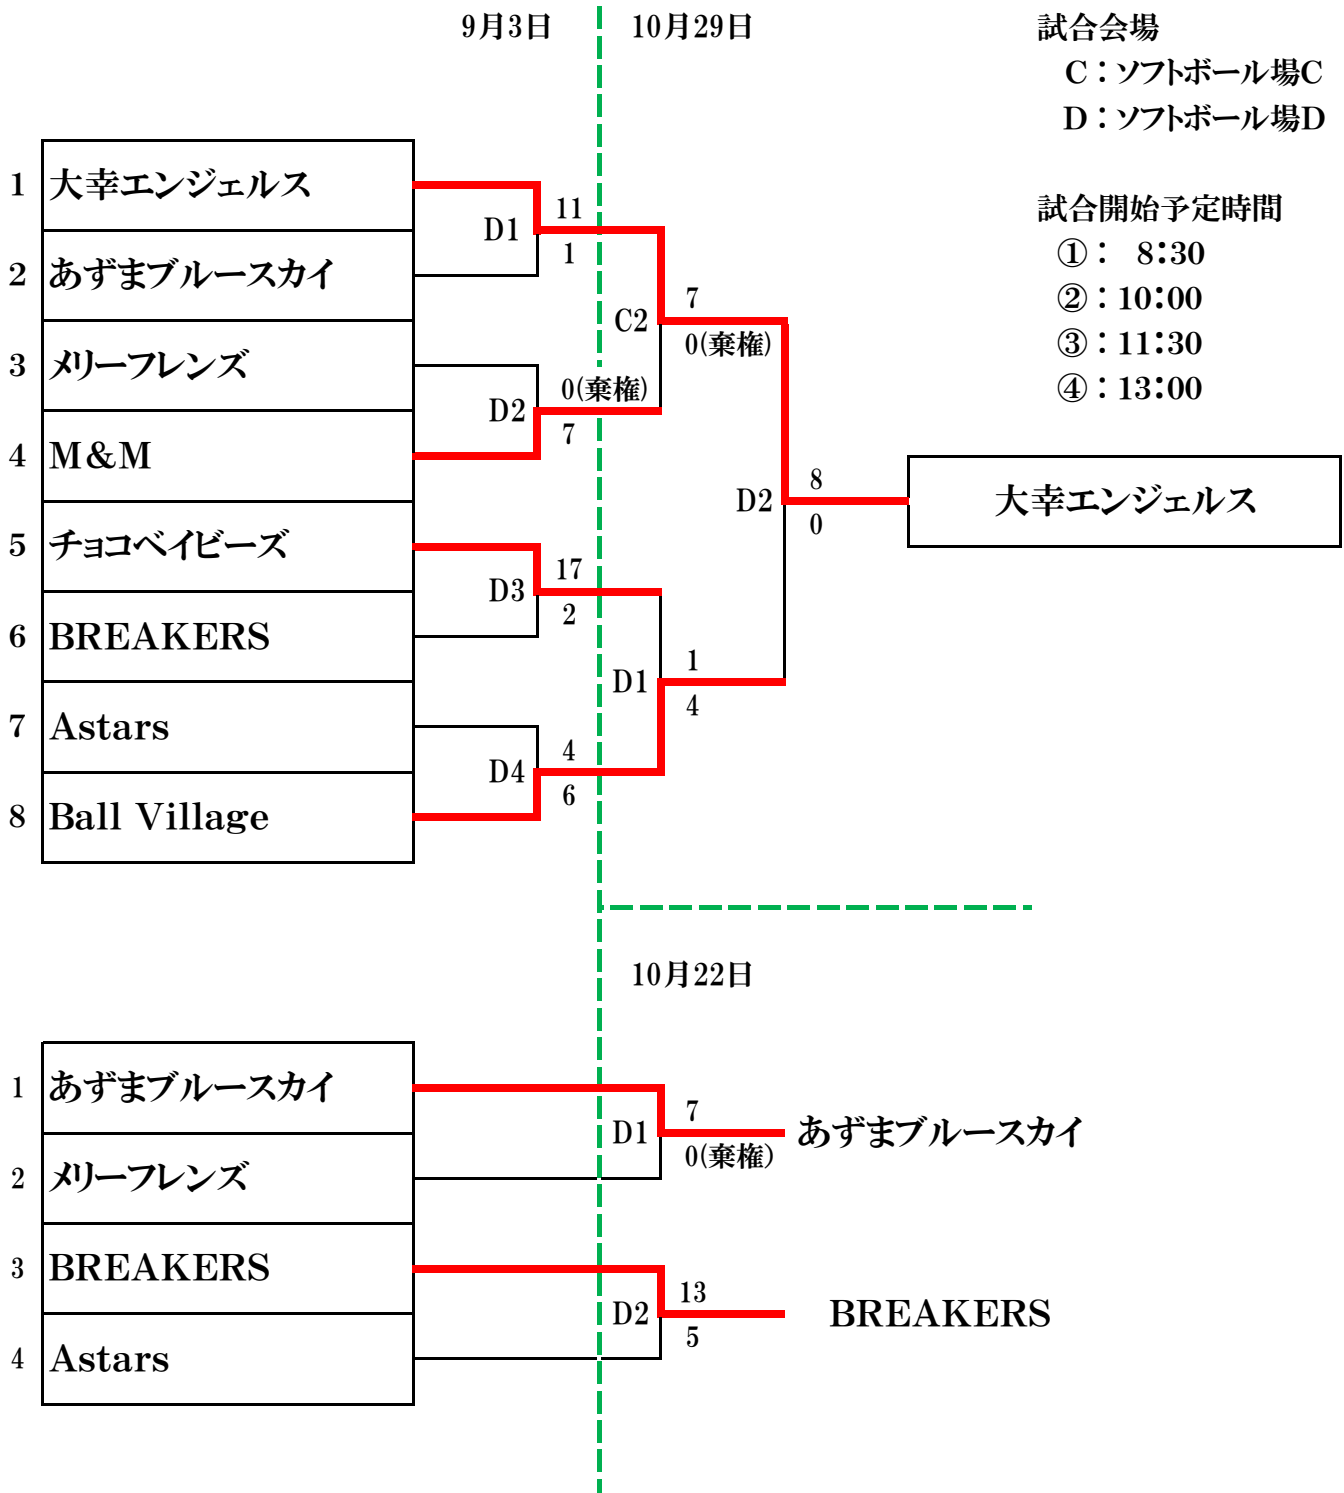 9月3日
10月29日
試合会場
C：ソフトボール場C
D：ソフトボール場D
試合開始予定時間
①： 8:30
②：10:00
③：11:30
④：13:00
1 大幸エンジェルス
2 あずまブルースカイ
3 メリーフレンズ
4 M&M
5 チョコベイビーズ
6 BREAKERS
7 Astars
8 Ball Village
D1
11
1
D2
0(棄権)
7
D3
17
2
D4
4
6
C2
7
0(棄権)
D1
1
4
D2
8
0
大幸エンジェルス
10月22日
1 あずまブルースカイ
2 メリーフレンズ
3 BREAKERS
4 Astars
D1
7
0(棄権)
あずまブルースカイ
D2
13
5
BREAKERS